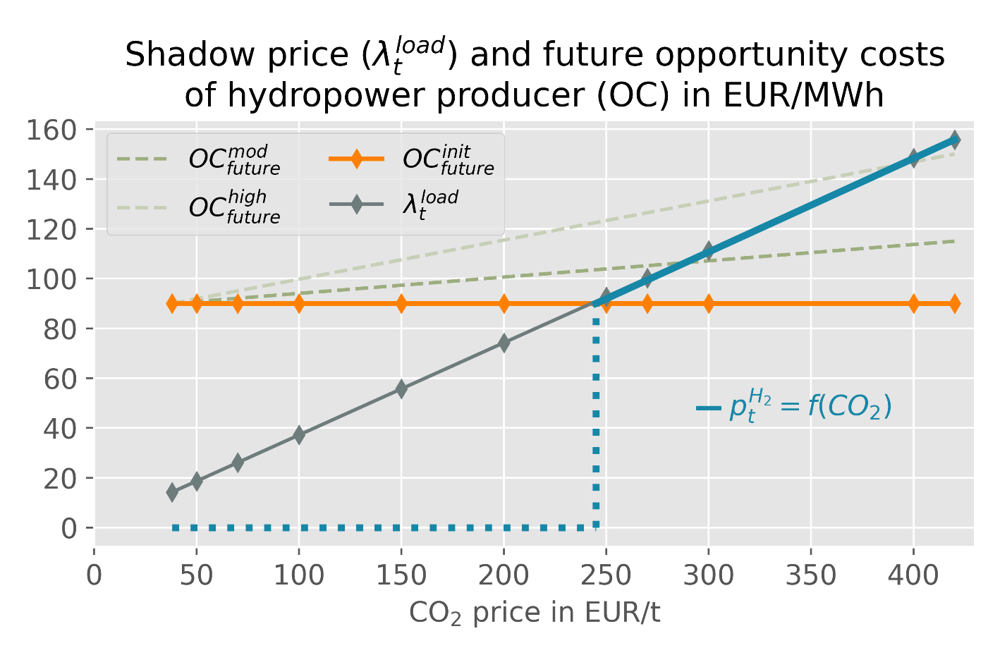 Shadow price (λ_t^load) and future opportunity costs
of hydropower producer (OC) in EUR/MWh
160
140
120
100
80
60
40
20
0
OC_future^mod
OC_future^high
OC_future^init
λ_t^load
p_t^H₂ = f(CO₂)
0 50 100 150 200 250 300 350 400
CO₂ price in EUR/t